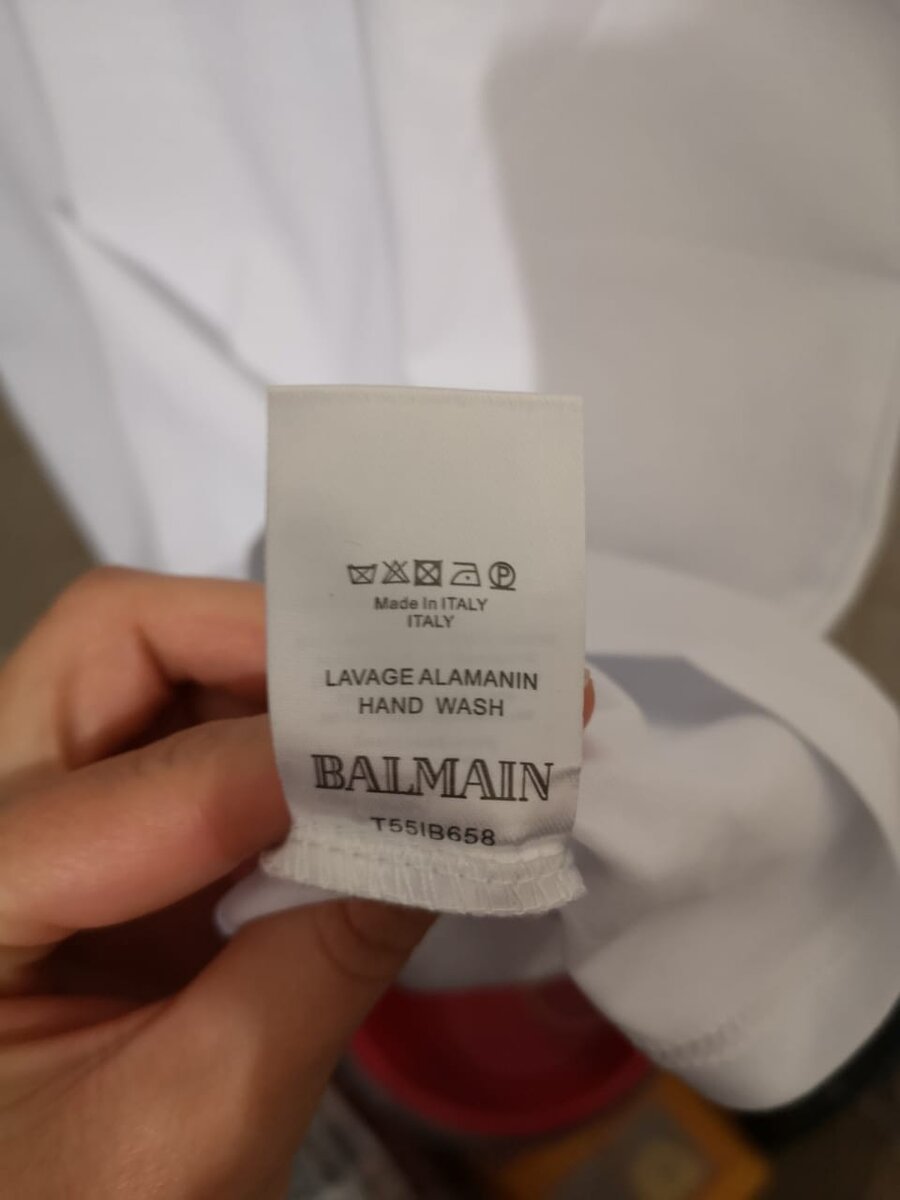 P
Made In ITALY
ITALY
LAVAGE ALAMANIN
HAND WASH
BALMAIN
T55IB658